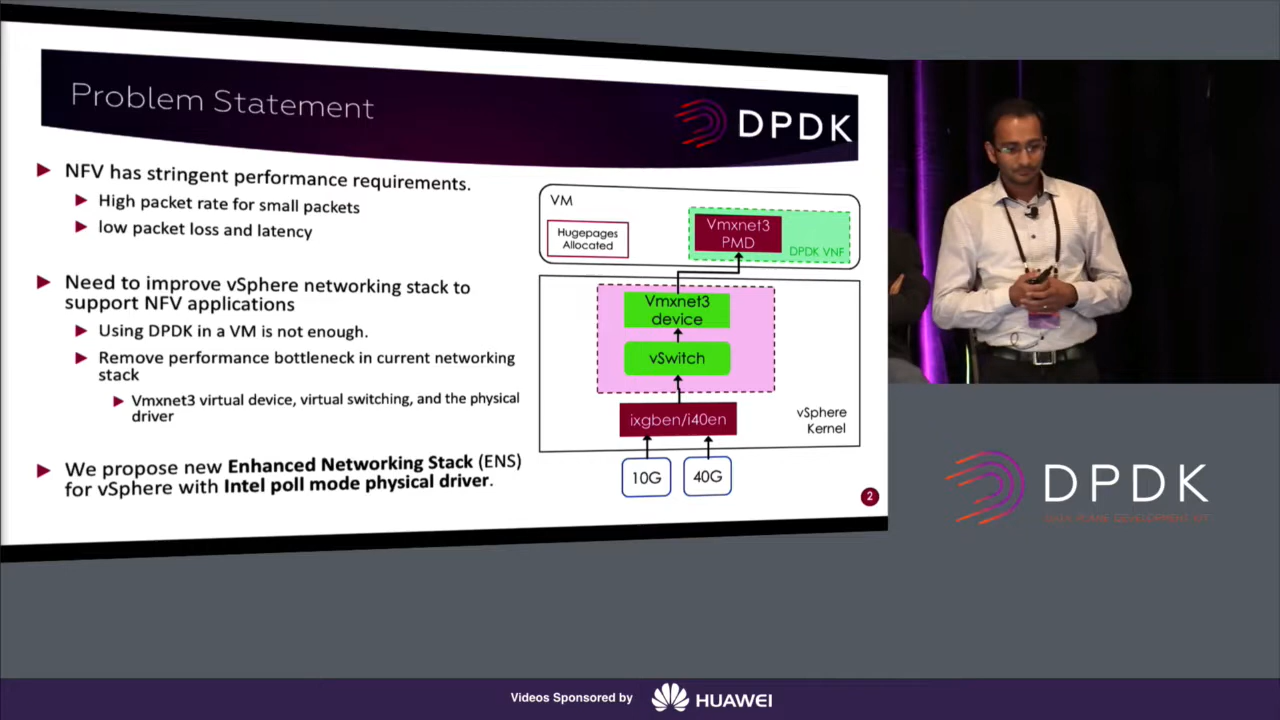 Problem Statement
DPDK
NFV has stringent performance requirements.
High packet rate for small packets
low packet loss and latency
Need to improve vSphere networking stack to
support NFV applications
Using DPDK in a VM is not enough.
Remove performance bottleneck in current networking
stack
Vmxnet3 virtual device, virtual switching, and the physical
driver
We propose new Enhanced Networking Stack (ENS)
for vSphere with Intel poll mode physical driver.
VM
Hugepages
Allocated
Vmxnet3
PMD
DPDK VNF
Vmxnet3
device
vSwitch
ixgben/i40en
vSphere
Kernel
10G
40G
2
DPDK
DATA PLANE DEVELOPMENT KIT
Videos Sponsored by
HUAWEI